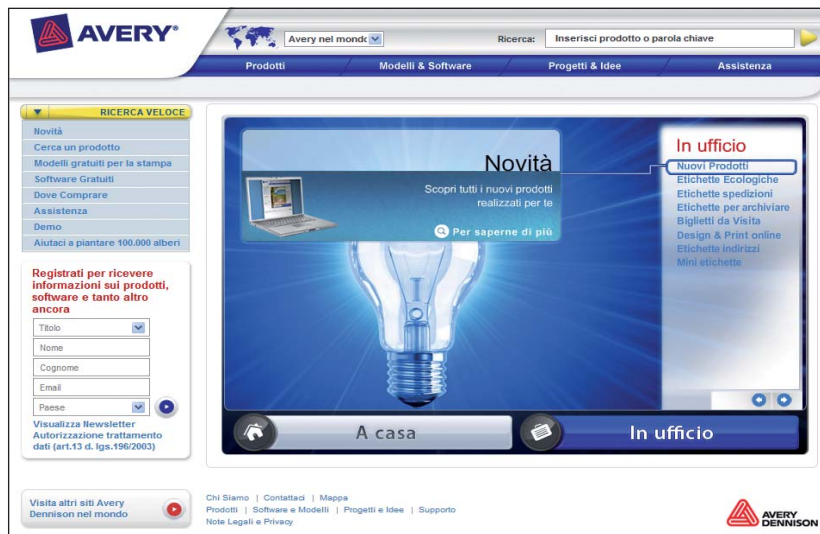 AVERY®
Avery nel mondo
Ricerca:
Inserisci prodotto o parola chiave
Prodotti
Modelli & Software
Progetti & Idee
Assistenza
RICERCA VELOCE
Novità
Cerca un prodotto
Modelli gratuiti per la stampa
Software Gratuiti
Dove Comprare
Assistenza
Demo
Aiutaci a piantare 100.000 alberi
Registrati per ricevere
informazioni sui prodotti,
software e tanto altro
ancora
Titolo
Nome
Cognome
Email
Paese
Visualizza Newsletter
Autorizzazione trattamento
dati (art.13 d. lgs.196/2003)
Novità
Scopri tutti i nuovi prodotti
realizzati per te
Per saperne di più
In ufficio
Nuovi Prodotti
Etichette Ecologiche
Etichette spedizioni
Etichette per archiviare
Biglietti da Visita
Design & Print online
Etichette indirizzi
Mini etichette
A casa
In ufficio
Visita altri siti Avery
Dennison nel mondo
Chi Siamo | Contattaci | Mappa
Prodotti | Software e Modelli | Progetti e Idee | Supporto
Note Legali e Privacy
AVERY
DENNISON